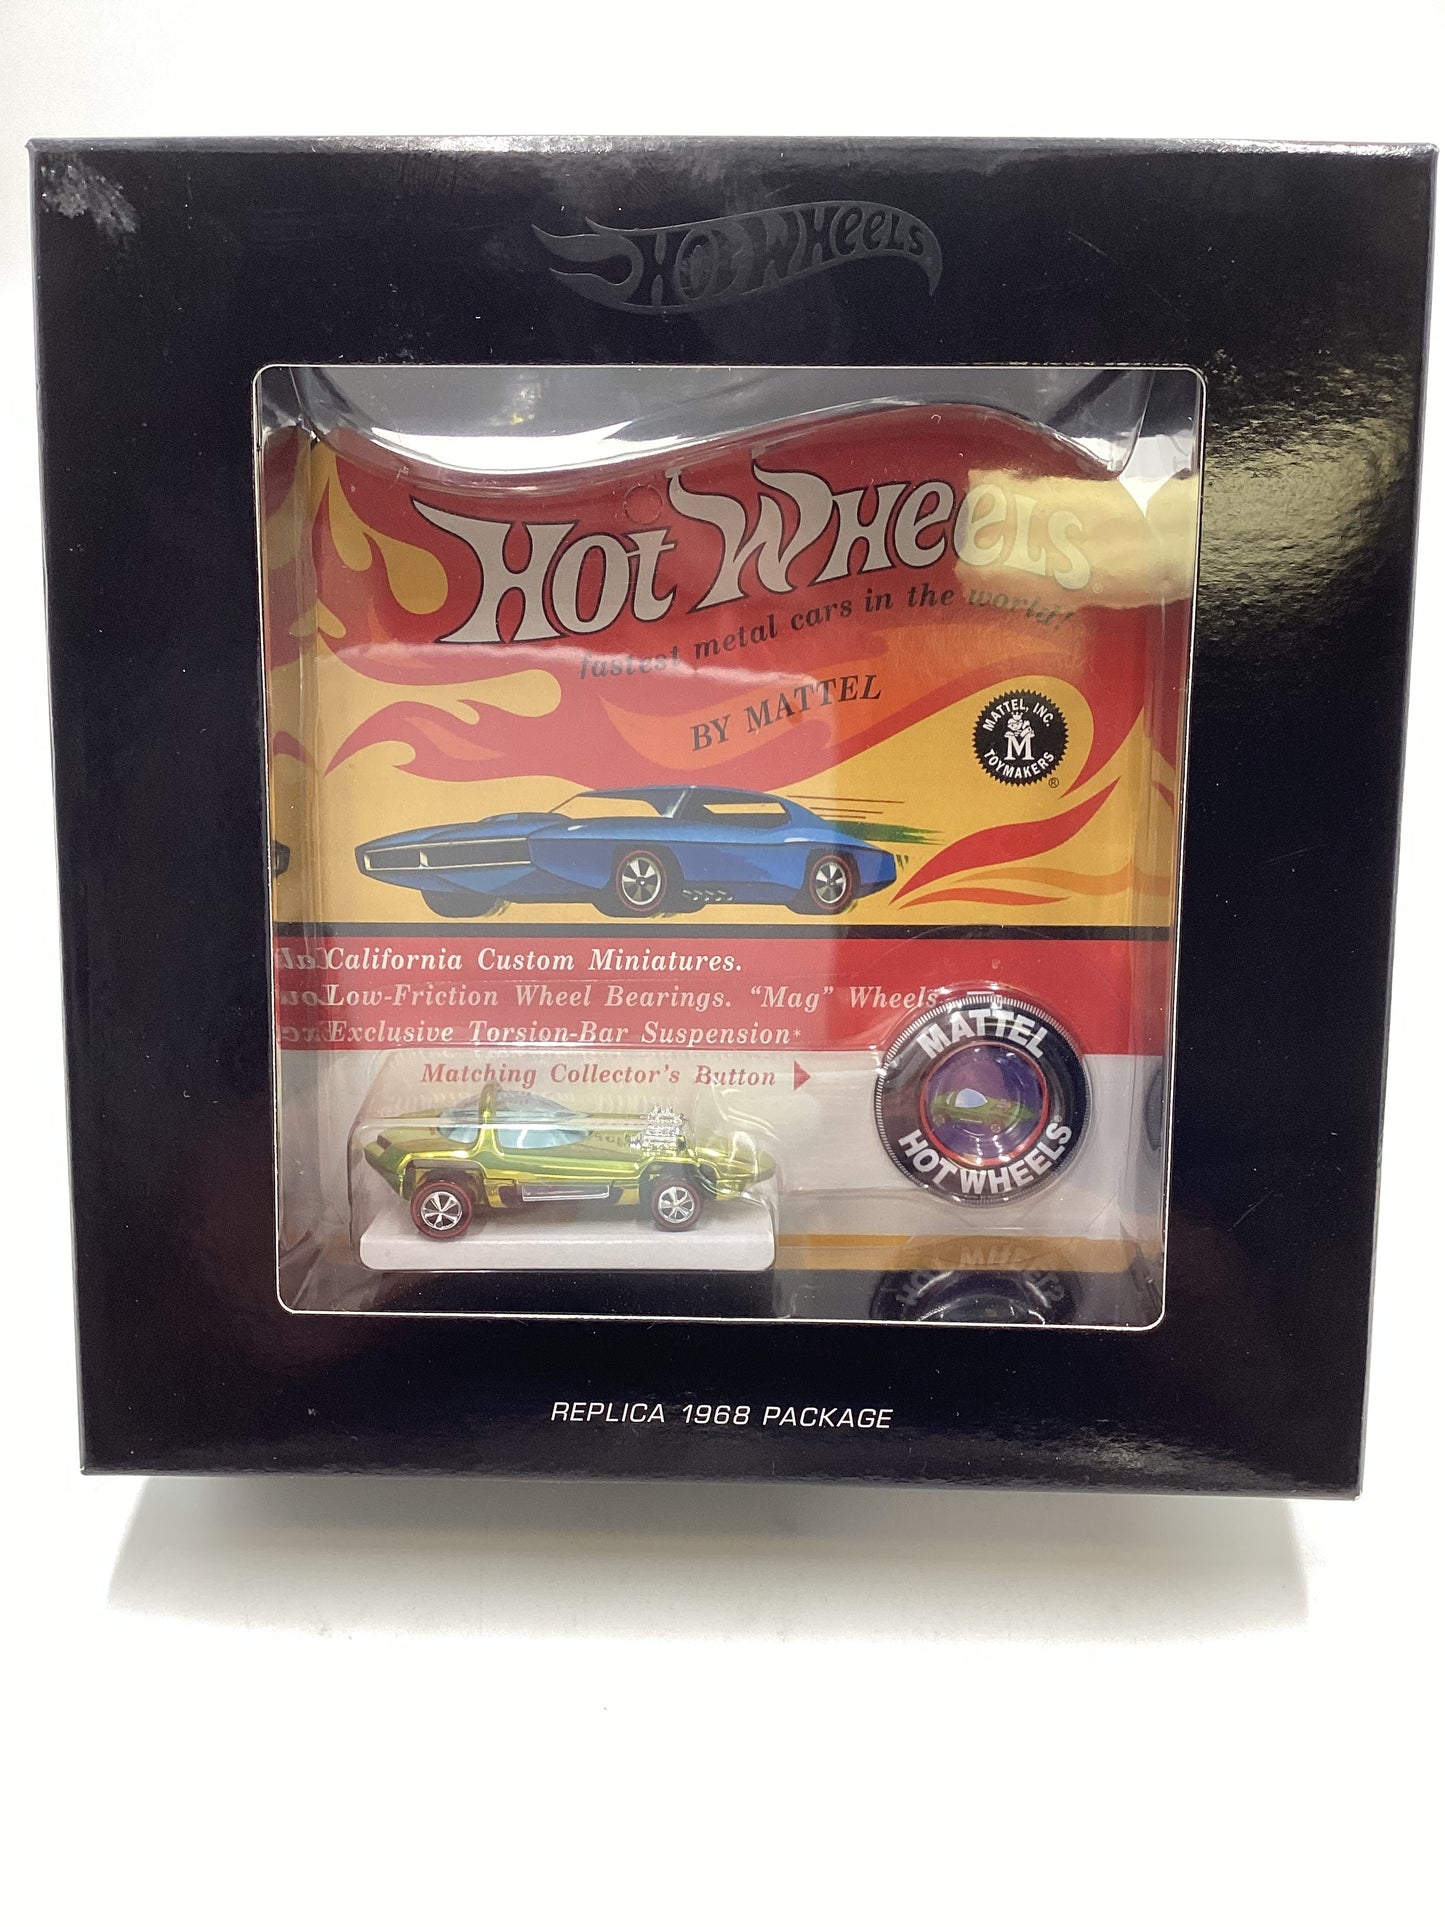 Hot Wheels
Hot Wheels®
fastest metal cars in the world!
BY MATTEL
MATTEL, INC.
M
TOYMAKERS
®
California Custom Miniatures.
Low-Friction Wheel Bearings. “Mag” Wheels.
Exclusive Torsion-Bar Suspension*
Matching Collector's Button
MATTEL
HOT WHEELS®
REPLICA 1968 PACKAGE